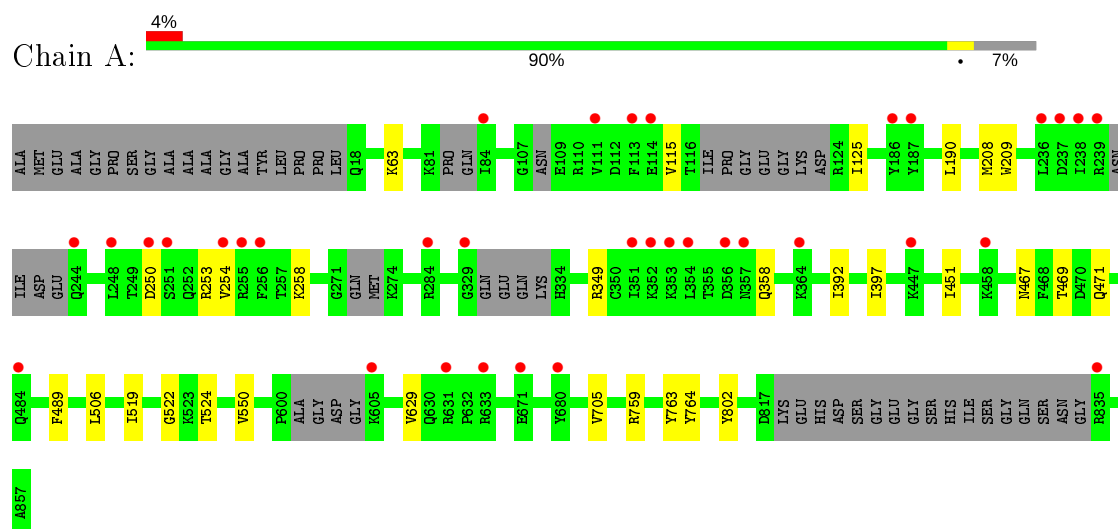 4%
Chain A:
90% • 7%
ALA MET GLU ALA GLY PRO SER GLY ALA ALA ALA GLY ALA TYR LEU PRO PRO LEU Q18 K63 K81 PRO GLN I84 G107 ASN E109 R110 V111 D112 F113 E114 V115 T116 ILE PRO GLY GLU GLY LYS ASP R124 I125 Y186 Y187 L190 M208 W209 L236 D237 I238 R239 ASN
ILE ASP GLU Q244 L248 T249 D250 S251 Q252 R253 V254 R255 F256 T257 K258 G271 GLN MET K274 R284 G329 GLN GLU GLN LYS H334 R349 C350 I351 K352 K353 L354 T355 D356 N357 Q358 K364 I392 I397 K447 I451 K458 N467 F468 T469 D470 Q471
Q484 F489 L506 I519 G522 K523 T524 V550 P600 ALA GLY ASP GLY K605 V629 Q630 R631 P632 R633 E671 Y680 V705 R759 Y763 Y764 Y802 D817 LYS GLU HIS ASP SER GLY GLU GLY SER HIS ILE SER GLY GLN SER ASN GLY R835
A857